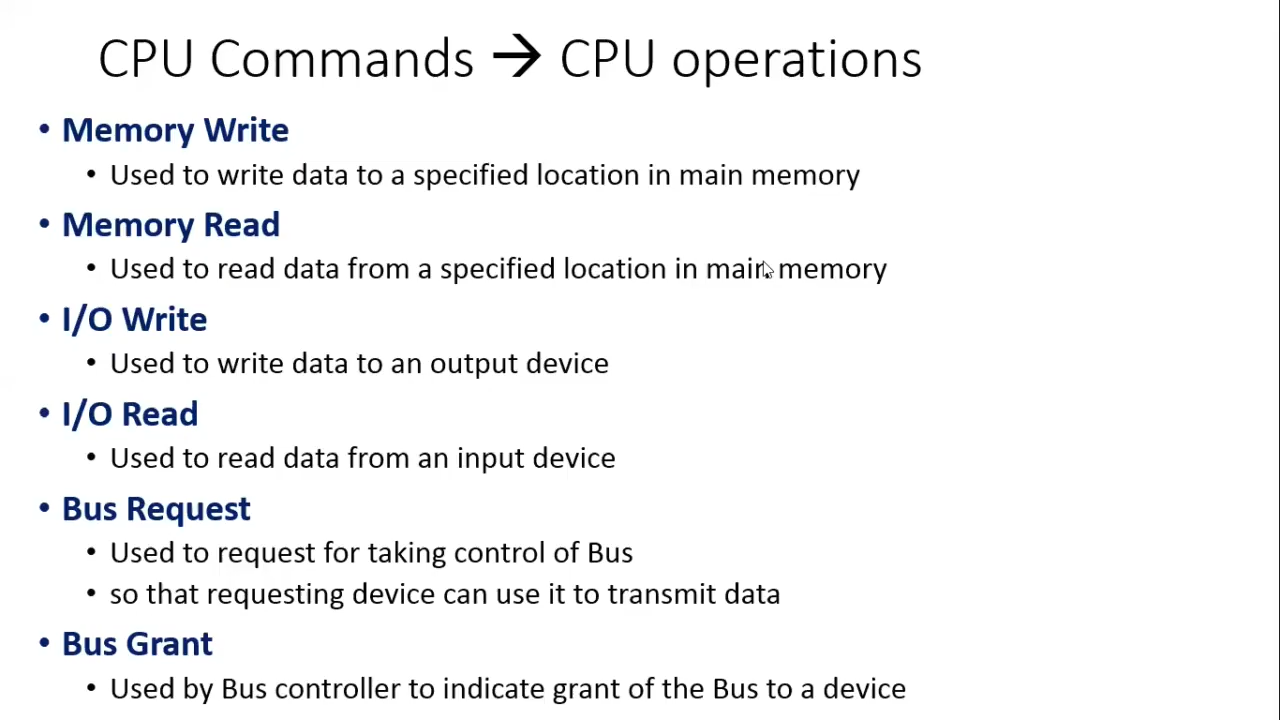 CPU Commands → CPU operations
• Memory Write
• Used to write data to a specified location in main memory
• Memory Read
• Used to read data from a specified location in main memory
• I/O Write
• Used to write data to an output device
• I/O Read
• Used to read data from an input device
• Bus Request
• Used to request for taking control of Bus
• so that requesting device can use it to transmit data
• Bus Grant
• Used by Bus controller to indicate grant of the Bus to a device